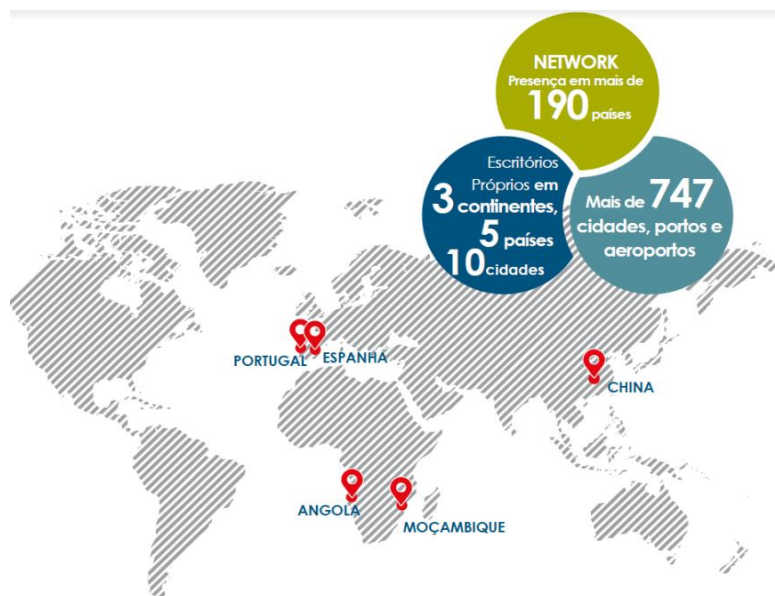 NETWORK
Presença em mais de
190 países
Escritórios
Próprios em
3 continentes,
5 países
10 cidades
Mais de 747
cidades, portos e
aeroportos
PORTUGAL
ESPANHA
CHINA
ANGOLA
MOÇAMBIQUE